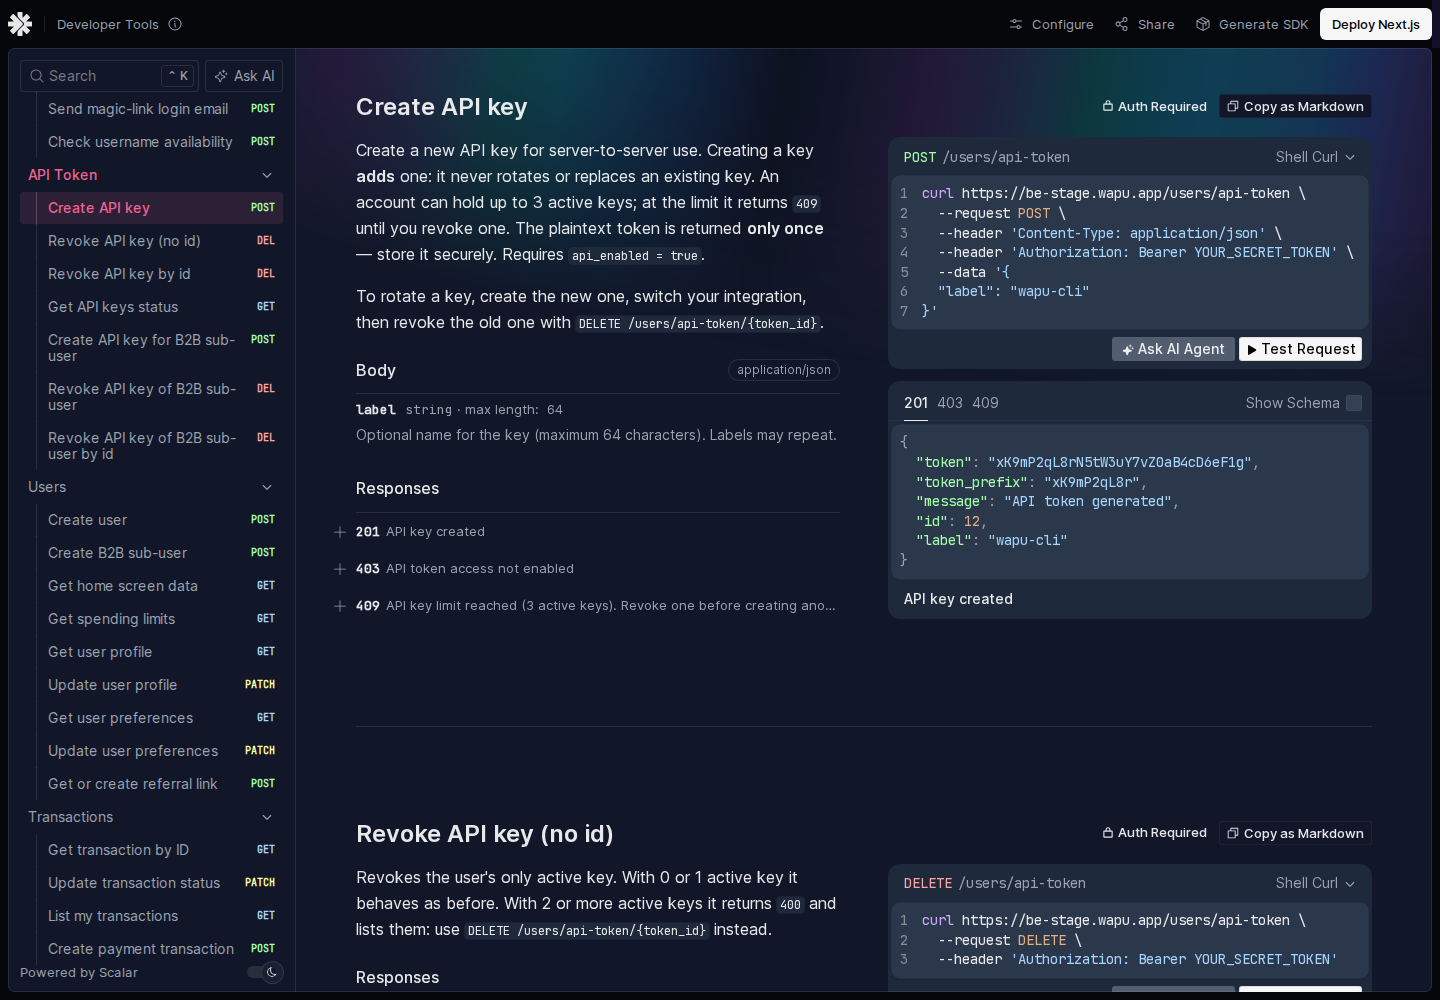 Developer Tools
Configure
Share
Generate SDK
Deploy Next.js
Search
⌃ K
Ask AI
Send magic-link login email POST
Check username availability POST
API Token
Create API key POST
Revoke API key (no id) DEL
Revoke API key by id DEL
Get API keys status GET
Create API key for B2B sub- POST
user
Revoke API key of B2B sub- DEL
user
Revoke API key of B2B sub- DEL
user by id
Users
Create user POST
Create B2B sub-user POST
Get home screen data GET
Get spending limits GET
Get user profile GET
Update user profile PATCH
Get user preferences GET
Update user preferences PATCH
Get or create referral link POST
Transactions
Get transaction by ID GET
Update transaction status PATCH
List my transactions GET
Create payment transaction POST
Powered by Scalar
Create API key
Auth Required
Copy as Markdown
Create a new API key for server-to-server use. Creating a key
adds one: it never rotates or replaces an existing key. An
account can hold up to 3 active keys; at the limit it returns 409
until you revoke one. The plaintext token is returned only once
— store it securely. Requires api_enabled = true.
To rotate a key, create the new one, switch your integration,
then revoke the old one with DELETE /users/api-token/{token_id}.
Body application/json
label string · max length: 64
Optional name for the key (maximum 64 characters). Labels may repeat.
Responses
201 API key created
403 API token access not enabled
409 API key limit reached (3 active keys). Revoke one before creating ano…
POST /users/api-token Shell Curl
1 curl https://be-stage.wapu.app/users/api-token \
2 --request POST \
3 --header 'Content-Type: application/json' \
4 --header 'Authorization: Bearer YOUR_SECRET_TOKEN' \
5 --data '{
6 "label": "wapu-cli"
7 }'
Ask AI Agent
Test Request
201 403 409 Show Schema
{
"token": "xK9mP2qL8rN5tW3uY7vZ0aB4cD6eF1g",
"token_prefix": "xK9mP2qL8r",
"message": "API token generated",
"id": 12,
"label": "wapu-cli"
}
API key created
Revoke API key (no id)
Auth Required
Copy as Markdown
Revokes the user's only active key. With 0 or 1 active key it
behaves as before. With 2 or more active keys it returns 400 and
lists them: use DELETE /users/api-token/{token_id} instead.
Responses
DELETE /users/api-token Shell Curl
1 curl https://be-stage.wapu.app/users/api-token \
2 --request DELETE \
3 --header 'Authorization: Bearer YOUR_SECRET_TOKEN'